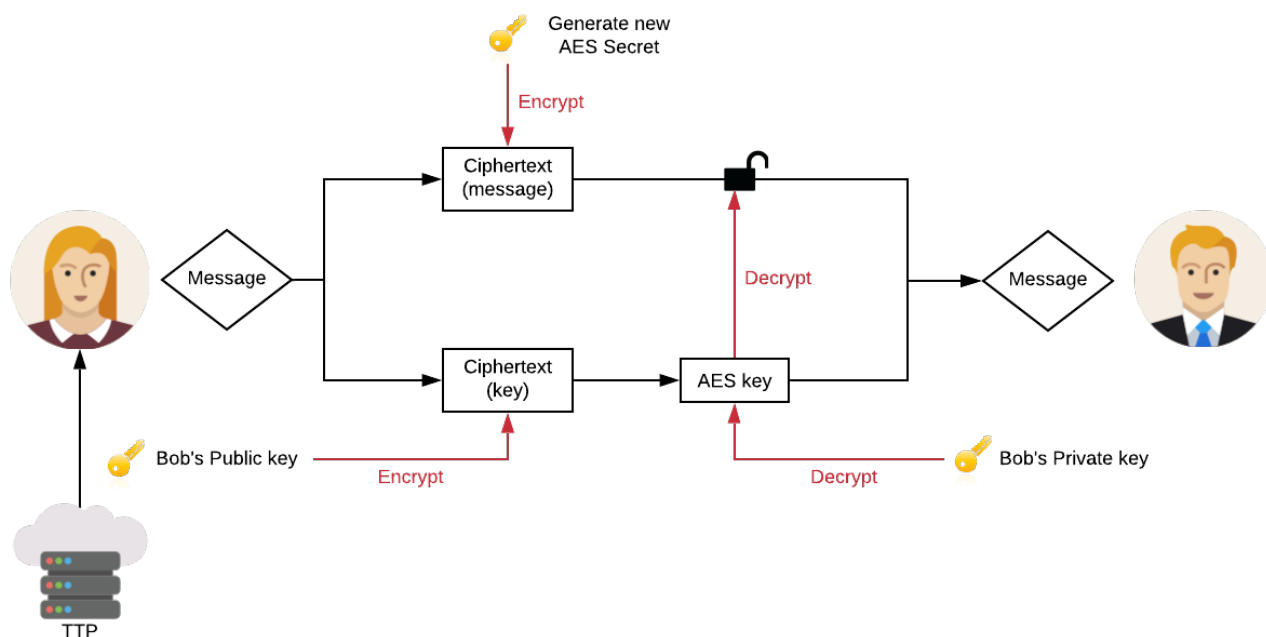 Generate new
AES Secret
Encrypt
Ciphertext
(message)
Message
Decrypt
Message
Ciphertext
(key)
AES key
Bob's Public key
Encrypt
Decrypt
Bob's Private key
TTP